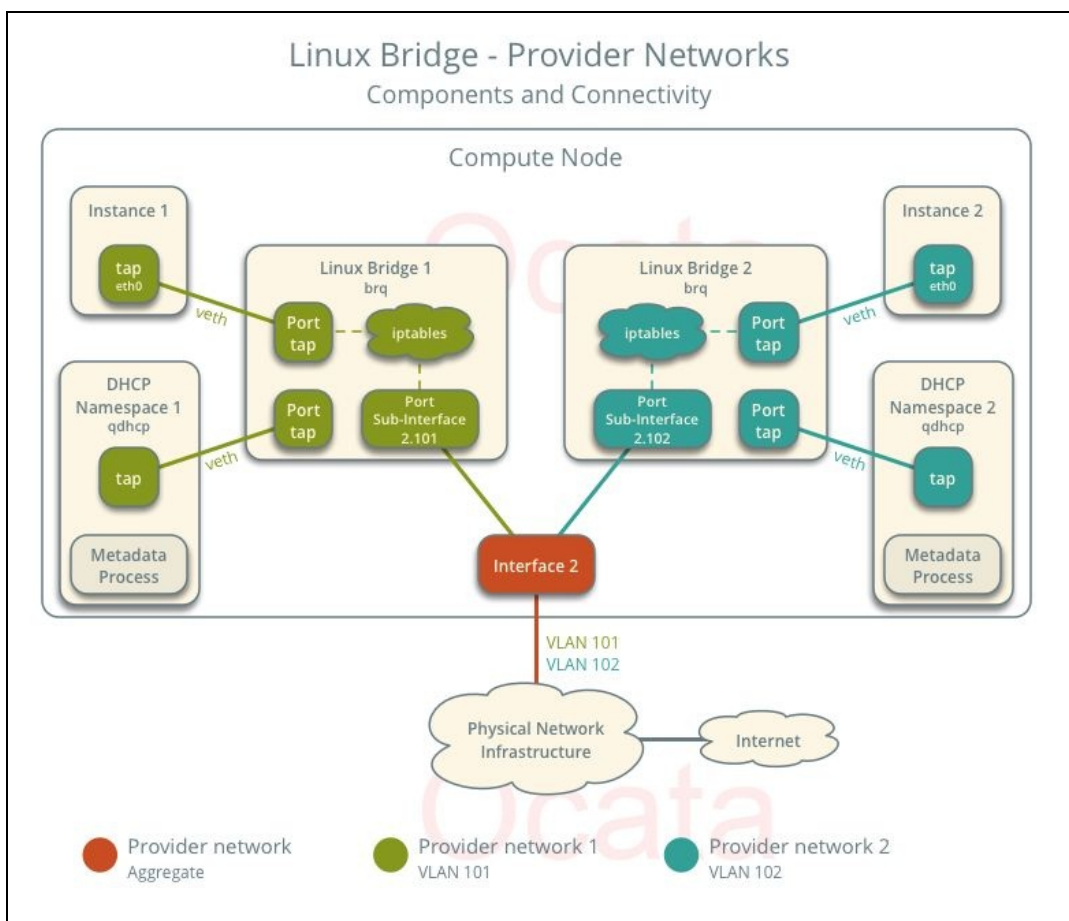 Linux Bridge - Provider Networks
Components and Connectivity
Compute Node
Ocata
Instance 1
tap
eth0
veth
Linux Bridge 1
brq
Port
tap
iptables
Port
tap
Port
Sub-Interface
2.101
DHCP
Namespace 1
qdhcp
veth
tap
Metadata
Process
Linux Bridge 2
brq
iptables
Port
tap
Port
Sub-Interface
2.102
Port
tap
Instance 2
tap
eth0
veth
DHCP
Namespace 2
qdhcp
veth
tap
Metadata
Process
Interface 2
VLAN 101
VLAN 102
Physical Network
Infrastructure
Internet
Ocata
Provider network
Aggregate
Provider network 1
VLAN 101
Provider network 2
VLAN 102